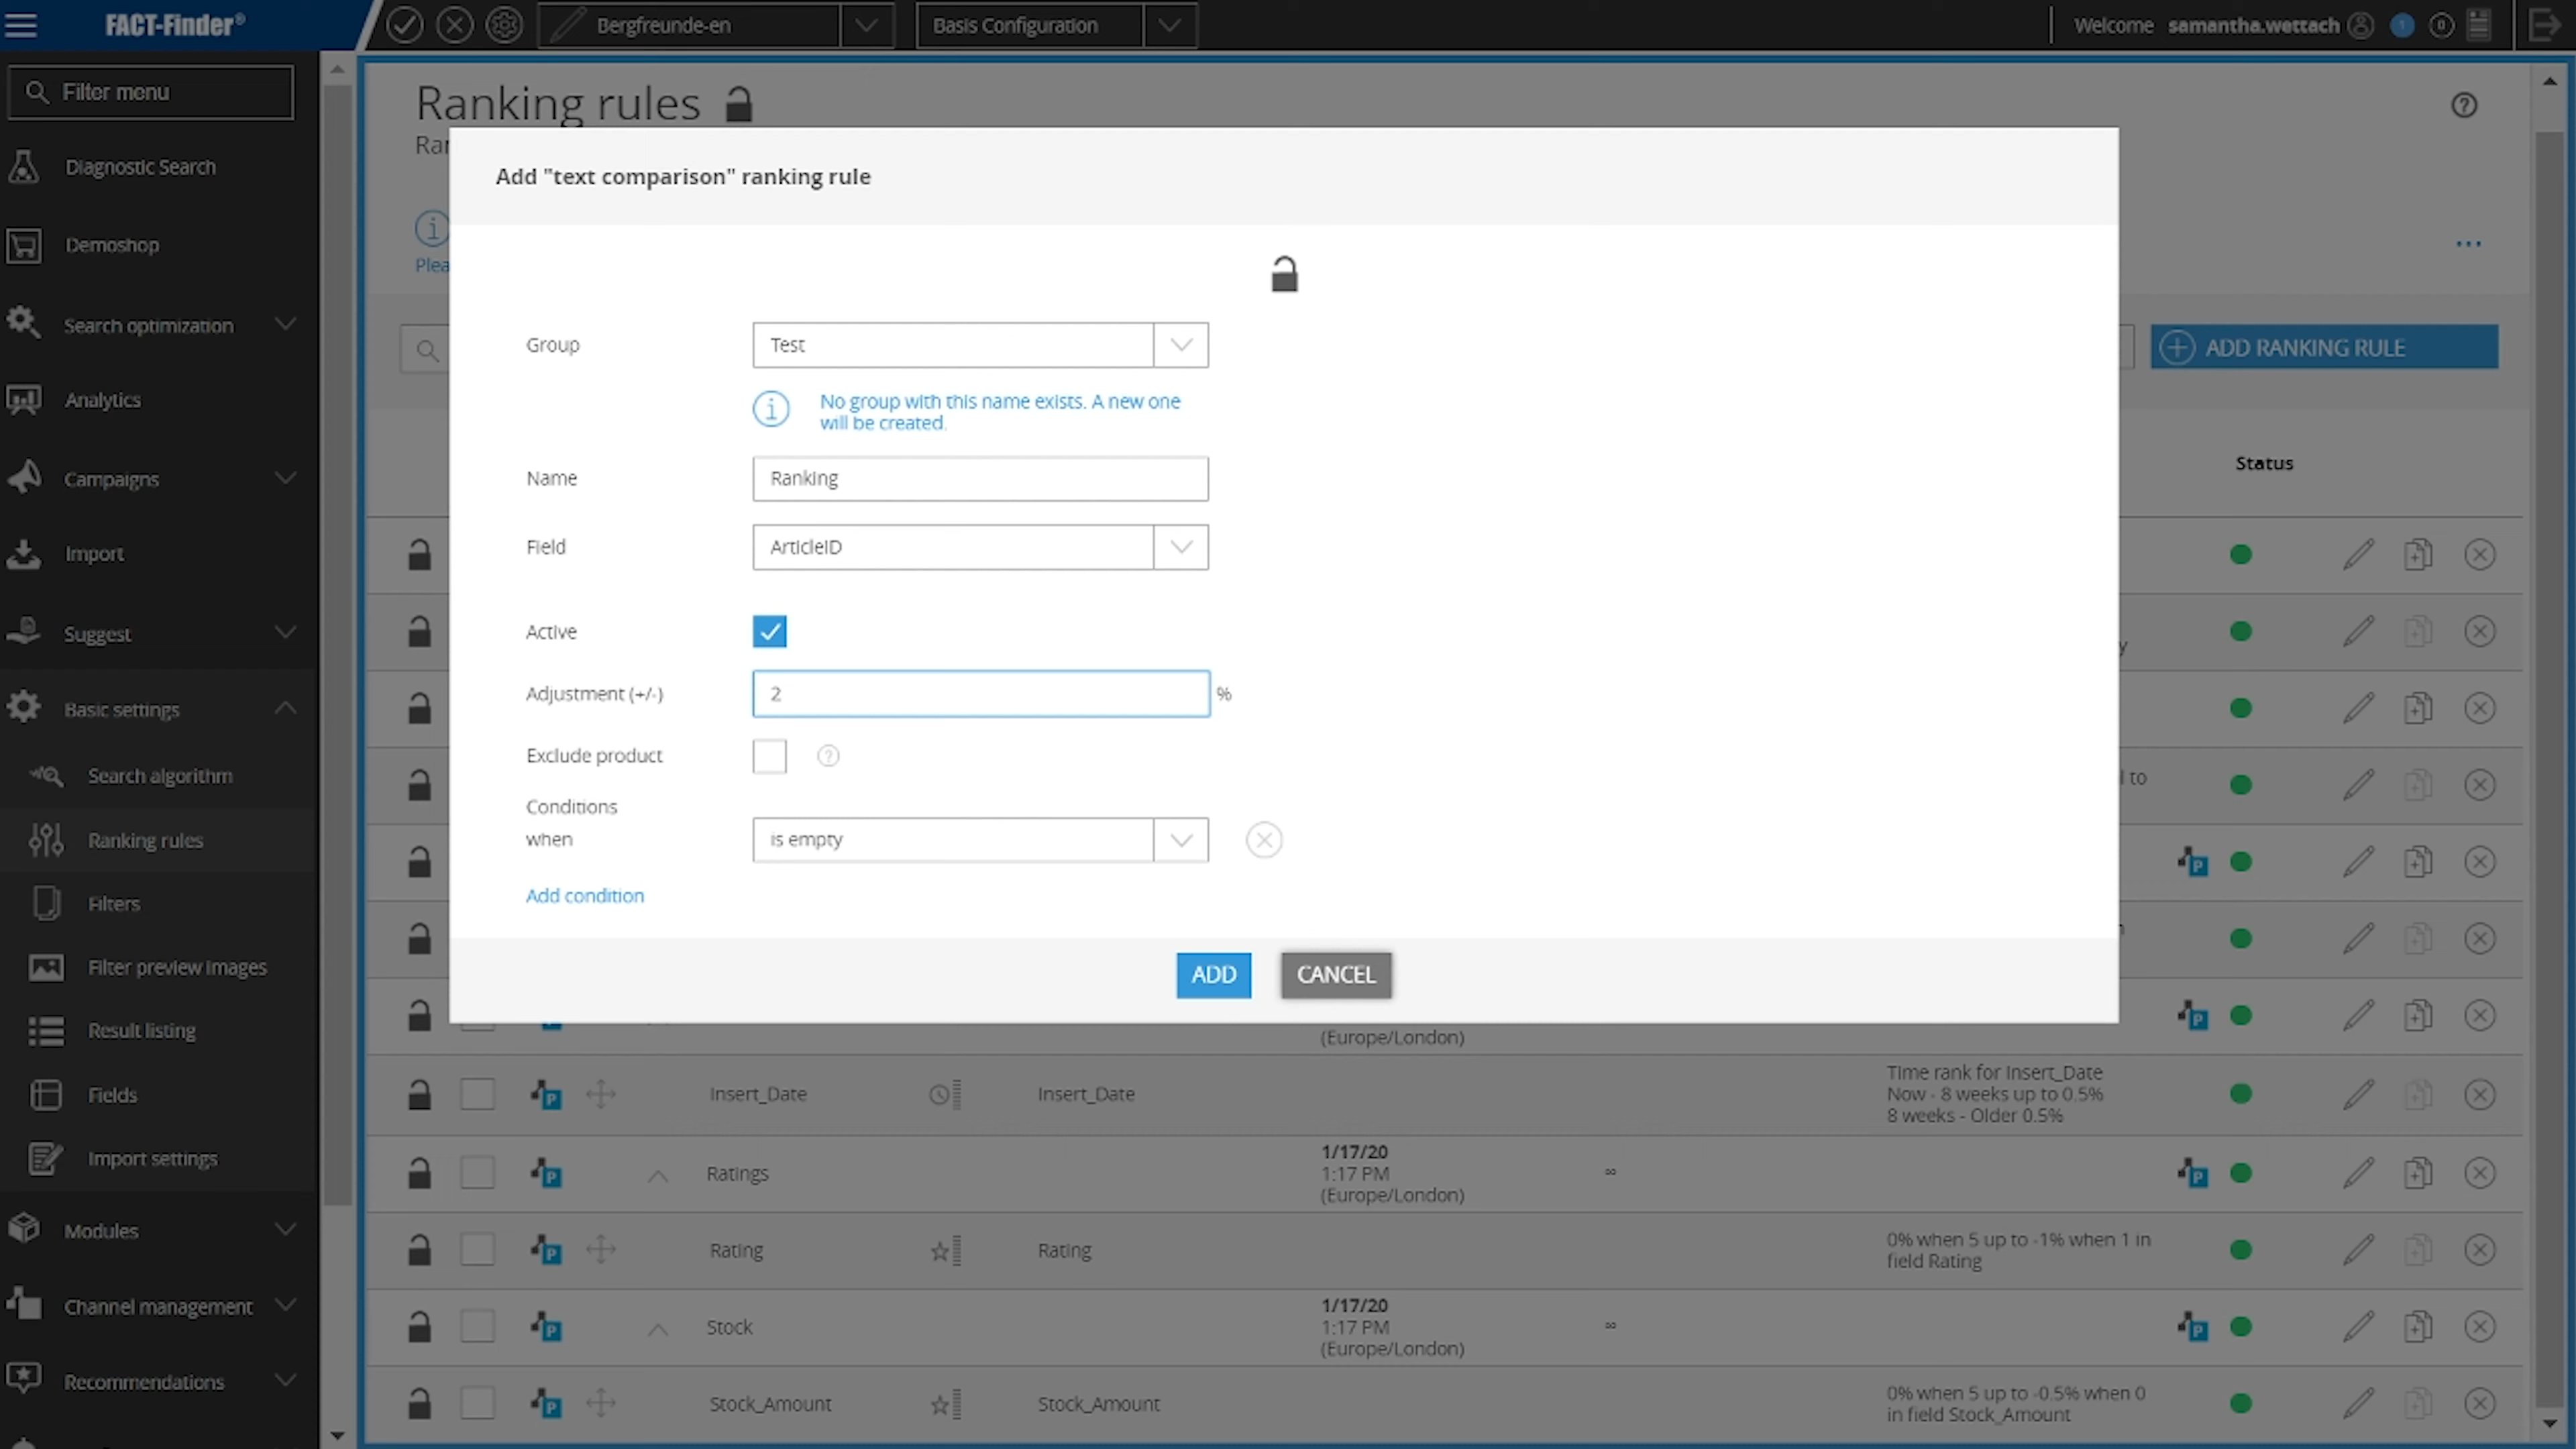 FACT-Finder®
Bergfreunde-en
Basis Configuration
Welcome samantha.wettach
1
0
Filter menu
Diagnostic Search
Demoshop
Search optimization
Analytics
Campaigns
Import
Suggest
Basic settings
Search algorithm
Ranking rules
Filters
Filter preview images
Result listing
Fields
Import settings
Modules
Channel management
Recommendations
Ranking rules
ADD RANKING RULE
Status
Add "text comparison" ranking rule
Group
Test
No group with this name exists. A new one
will be created.
Name
Ranking
Field
ArticleID
Active
Adjustment (+/-)
2
%
Exclude product
Conditions
when
is empty
Add condition
ADD
CANCEL
(Europe/London)
Insert_Date
Insert_Date
Time rank for Insert_Date
Now - 8 weeks up to 0.5%
8 weeks - Older 0.5%
Ratings
1/17/20
1:17 PM
(Europe/London)
∞
Rating
Rating
0% when 5 up to -1% when 1 in
field Rating
Stock
1/17/20
1:17 PM
(Europe/London)
∞
Stock_Amount
Stock_Amount
0% when 5 up to -0.5% when 0
in field Stock_Amount